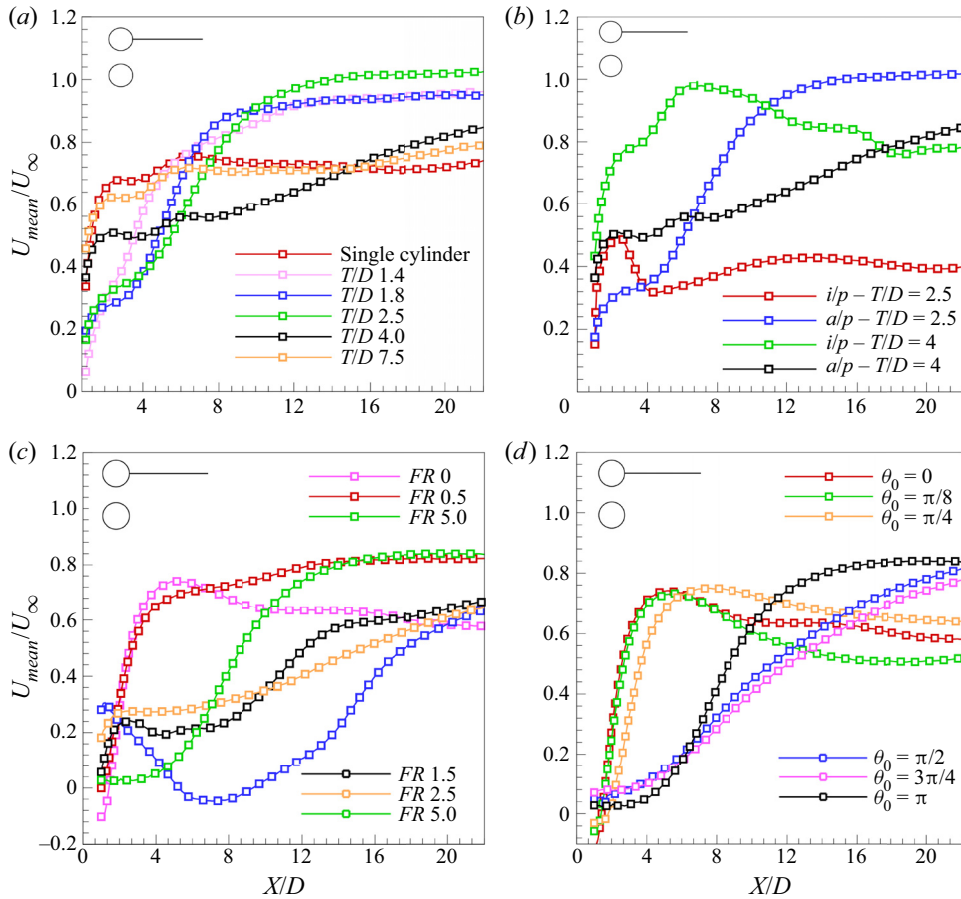 (a)
1.2
1.0
0.8
0.6
0.4
0.2
0
U_mean/U_∞
Single cylinder
T/D 1.4
T/D 1.8
T/D 2.5
T/D 4.0
T/D 7.5
4 8 12 16 20
(b)
1.2
1.0
0.8
0.6
0.4
0.2
0
i/p – T/D = 2.5
a/p – T/D = 2.5
i/p – T/D = 4
a/p – T/D = 4
4 8 12 16 20
(c)
1.2
1.0
0.8
0.6
0.4
0.2
0
–0.2
U_mean/U_∞
FR 0
FR 0.5
FR 5.0
FR 1.5
FR 2.5
FR 5.0
0 4 8 12 16 20
X/D
(d)
1.2
1.0
0.8
0.6
0.4
0.2
0
θ₀ = 0
θ₀ = π/8
θ₀ = π/4
θ₀ = π/2
θ₀ = 3π/4
θ₀ = π
0 4 8 12 16 20
X/D